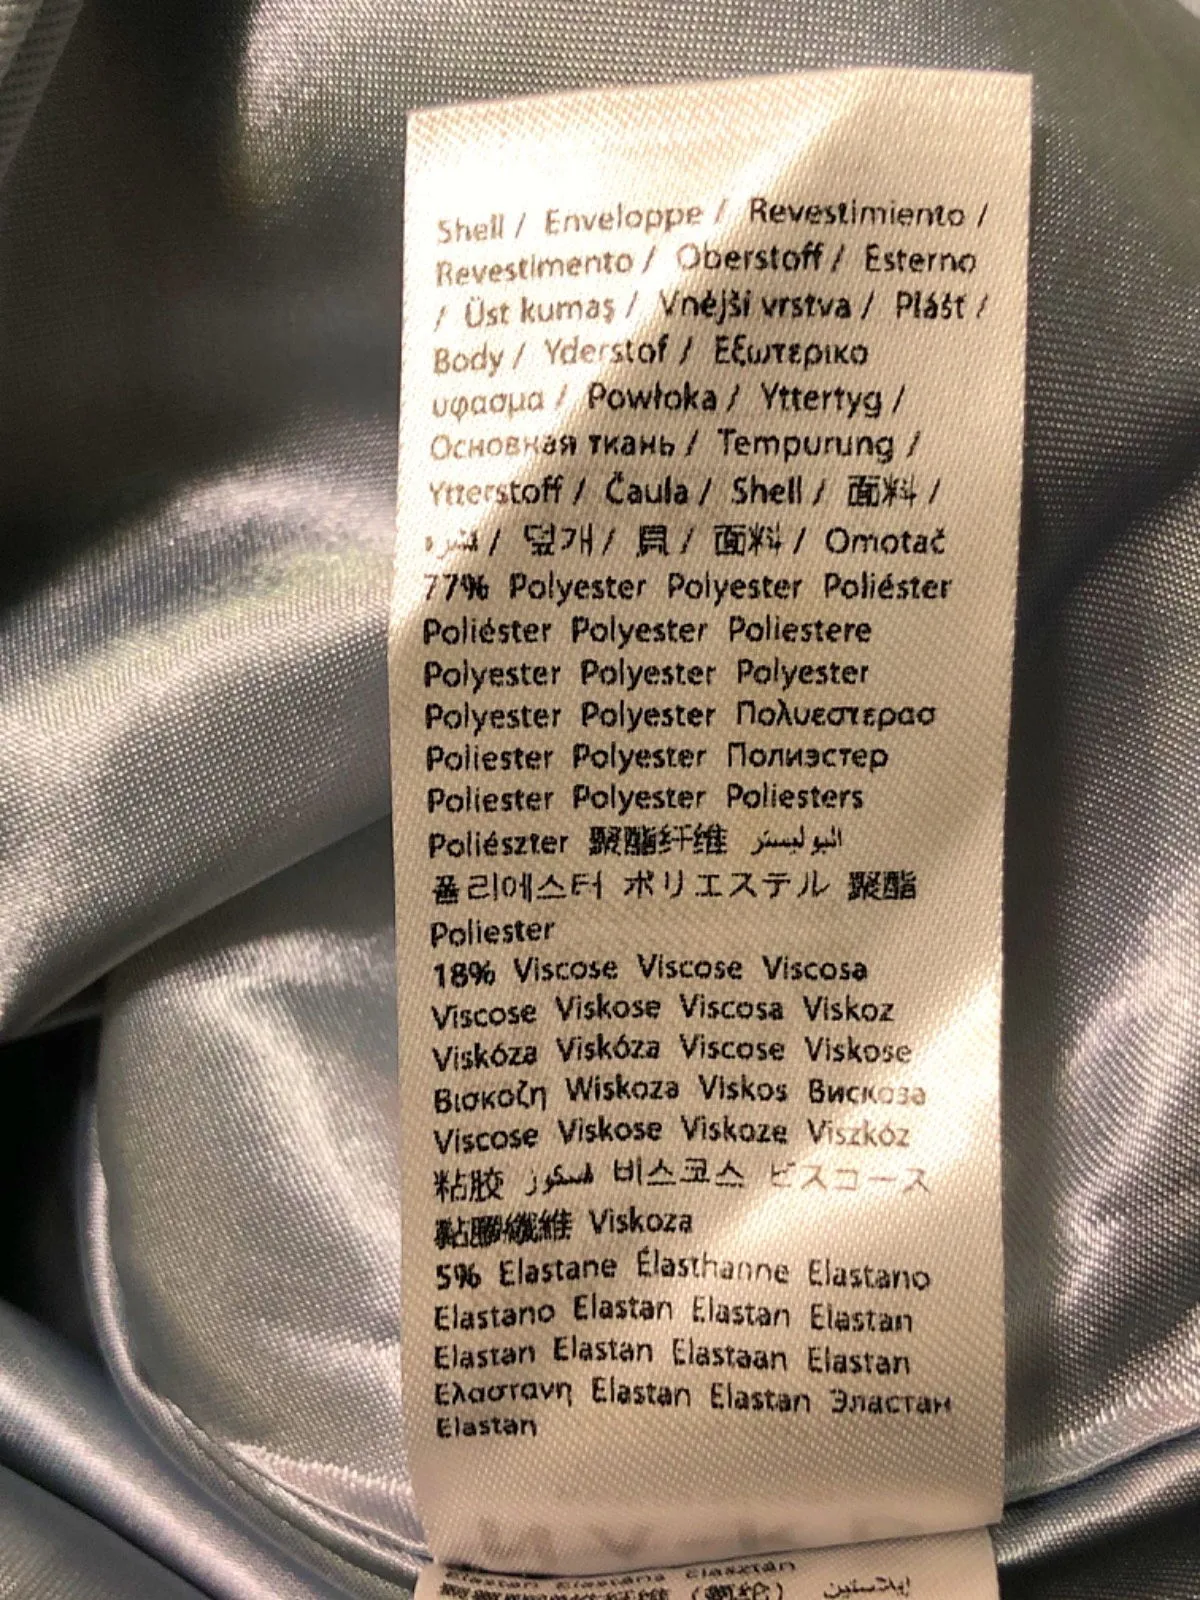 Shell / Enveloppe / Revestimiento /
Revestimento / Oberstoff / Esterno
/ Üst kumaş / Vnéjší vrstva / Plášť /
Body / Yderstof / Εξωτερικο
υφασμα / Powłoka / Yttertyg /
Основная ткань / Tempurung /
Ytterstoff / Čaula / Shell / 面料 /
/ 덮개 / 貝 / 面料 / Omotač
77% Polyester Polyester Poliéster
Poliéster Polyester Poliestere
Polyester Polyester Polyester
Polyester Polyester Πολυεστερασ
Poliester Polyester Полиэстер
Poliester Polyester Poliesters
Poliészter 聚酯纤维 البوليستر
폴리에스터 ポリエステル 聚酯
Poliester
18% Viscose Viscose Viscosa
Viscose Viskose Viscosa Viskoz
Viskóza Viskóza Viscose Viskose
Βισκοζη Wiskoza Viskos Вискоза
Viscose Viskose Viskoze Viszkóz
粘胶 فسكوز 비스코스 ビスコース
黏膠纖維 Viskoza
5% Elastane Élasthanne Elastano
Elastano Elastan Elastan Elastan
Elastan Elastan Elastaan Elastan
Ελαστανη Elastan Elastan Эластан
Elastan
Elastan Elastāna Elasztán